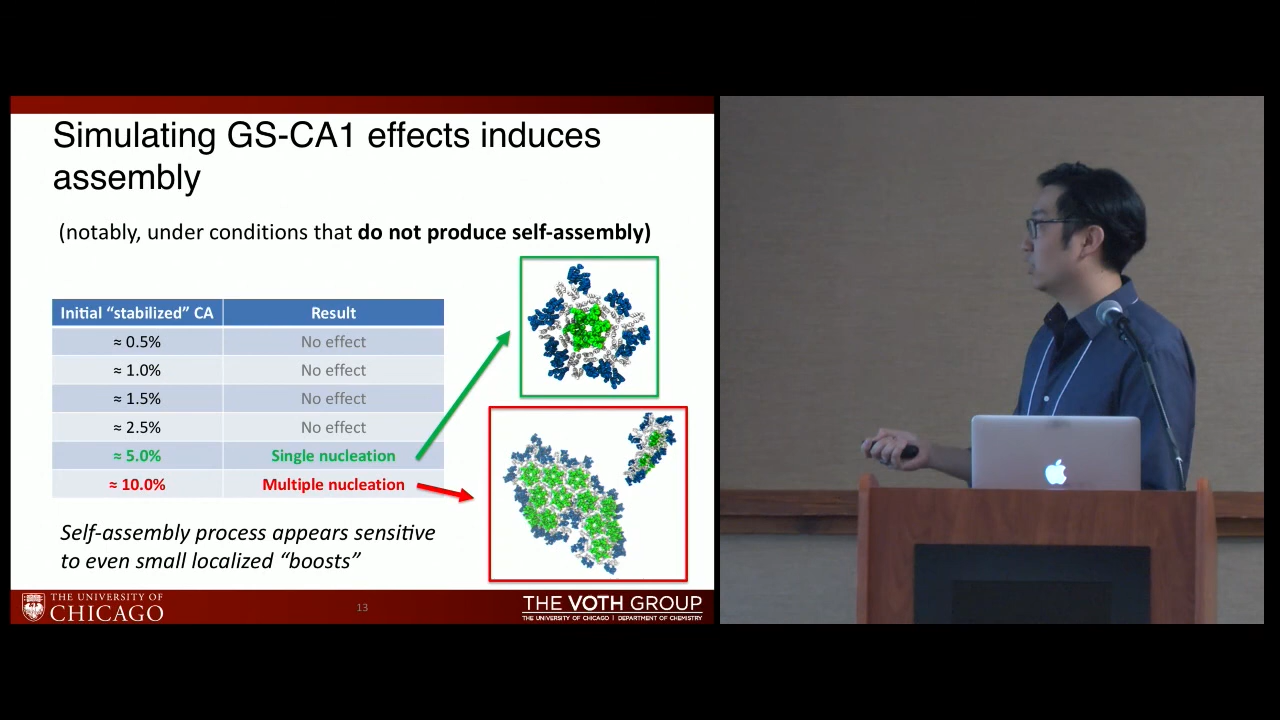 Simulating GS-CA1 effects induces
assembly
(notably, under conditions that do not produce self-assembly)
Initial “stabilized” CA Result
≈ 0.5% No effect
≈ 1.0% No effect
≈ 1.5% No effect
≈ 2.5% No effect
≈ 5.0% Single nucleation
≈ 10.0% Multiple nucleation
Self-assembly process appears sensitive
to even small localized “boosts”
THE UNIVERSITY OF
CHICAGO
13
THE VOTH GROUP
THE UNIVERSITY OF CHICAGO | DEPARTMENT OF CHEMISTRY